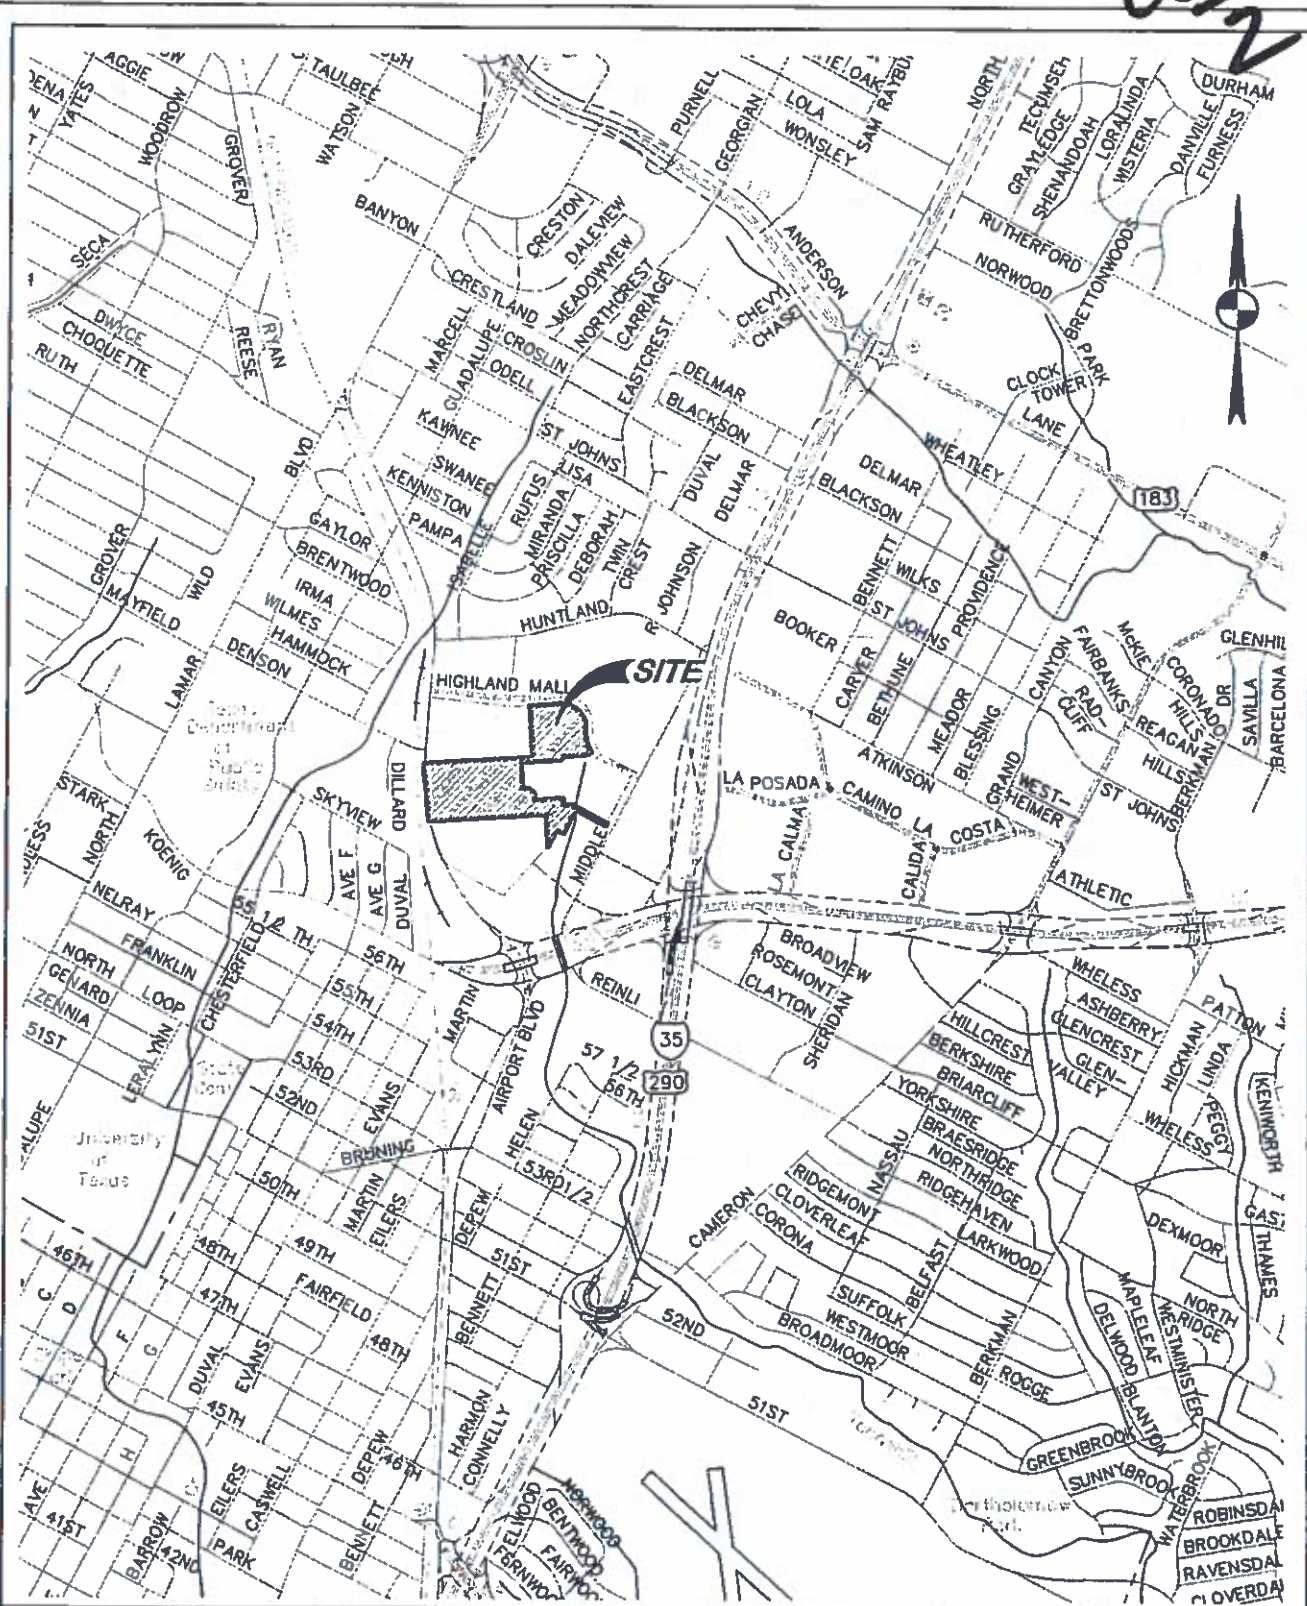 AGGIE
TAULBEE
YATES
WOODROW
GROVER
WATSON
BANYON
PURNELL
GEORGIAN
LOLA
WONSLEY
NORTH
TECUMSEH
GRAYLEDGE
SHENANDOAH
LORALINDA
WISTERIA
DANVILLE
FURNESS
DURHAM
SECA
CRESTON
DALEVIEW
MEADOWVIEW
NORTHCREST
CARRIAGE
EASTCREST
CRESTLAND
CROSLIN
ODELL
ANDERSON
CHEVY
CHASE
RUTHERFORD
NORWOOD
BRETTONWOODS
PARK
CLOCK
TOWER
LANE
DWYCE
CHOQUETTE
RUTH
REESE
RYAN
MARCELL
GUADALUPE
KAWNEE
SWANEE
KENNISTON
PAMPA
BLVD
DELMAR
BLACKSON
ST JOHNS
LISA
DUVAL
DELMAR
WHEATLEY
DELMAR
BLACKSON
183
GROVER
MAYFIELD
WILD
GAYLOR
BRENTWOOD
IRMA
WILMES
HAMMOCK
DENSON
LAMAR
ISABELLE
RUFUS
MIRANDA
PRISCILLA
DEBORAH
TWIN
CREST
HUNTLAND
JOHNSON
BENNETT
WILKS
ST JOHNS
PROVIDENCE
BOOKER
CARVER
BETHUNE
MEADOR
BLESSING
GRAND
CANYON
FAIRBANKS
RAD-
CLIFF
McKIE
CORONADO
HILLS
REAGAN
HILLS
BERKMAN
DR
SAVILLA
BARCELONA
HIGHLAND MALL
SITE
ATKINSON
WEST-
HEIMER
ST JOHNS
LA POSADA
CAMINO LA
COSTA
LA CALMA
CALIDA
ATHLETIC
STARK
NORTH
KOENIG
SKYVIEW
DILLARD
AVE F
AVE G
DUVAL
MIDDLE
NELRAY
FRANKLIN
NORTH
LOOP
GENARD
ZENNIA
51ST
CHESTERFIELD
LERALYNN
55 1/2 TH
56TH
55TH
54TH
53RD
52ND
EVANS
MARTIN
AIRPORT BLVD
REINLI
35
290
57 1/2
56TH
BROADVIEW
ROSEMONT
CLAYTON
SHERIDAN
WHELESS
ASHBERRY
GLENCREST
GLEN-
VALLEY
HILLCREST
BERKSHIRE
BRIARCLIFF
YORKSHIRE
BRAESRIDGE
NORTHRIDGE
RIDGEHAVEN
LARKWOOD
PATTON
HICKMAN
LINDA
PEGGY
WHELESS
KENIWORTH
University
of
Texas
BRUNING
50TH
MARTIN
EILERS
HELEN
53RD 1/2
DEPEW
51ST
NASSAU
RIDGEMONT
CLOVERLEAF
CORONA
CAMERON
BELFAST
SUFFOLK
WESTMOOR
BROADMOOR
BERKMAN
ROGGE
DEXMOOR
THAMES
MAPLELEAF
DELWOOD
WESTMINISTER
NORTH
RIDGE
BLANTON
46TH
48TH
49TH
47TH
FAIRFIELD
48TH
BENNETT
52ND
51ST
C
D
F
G
H
DUVAL
EVANS
45TH
HARMON
CONNELLY
DEPEW
46TH
EILERS
CASWELL
BARROW
42ND
PARK
BENNETT
AVE
41ST
BENTWOOD
NORWOOD
GREENBROOK
SUNNYBROOK
WATERBROOK
BROOKDALE